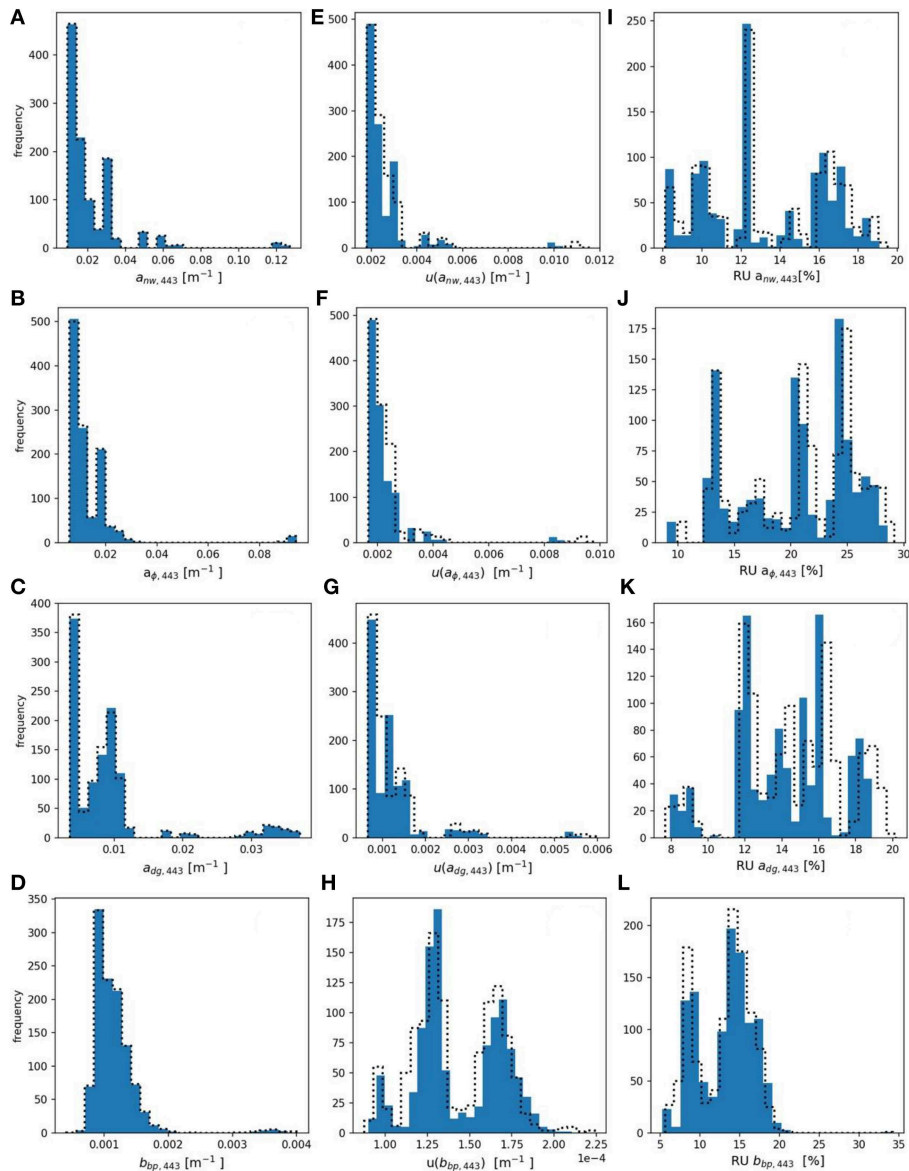 A
E
I
frequency
400
300
200
100
0
0.02 0.04 0.06 0.08 0.10 0.12
a_{nw, 443} [m^{-1} ]
500
400
300
200
100
0
0.002 0.004 0.006 0.008 0.010 0.012
u(a_{nw, 443}) [m^{-1} ]
250
200
150
100
50
0
8 10 12 14 16 18 20
RU a_{nw, 443}[%]
B
F
J
frequency
500
400
300
200
100
0
0.02 0.04 0.06 0.08
a_{ϕ, 443} [m^{-1} ]
500
400
300
200
100
0
0.002 0.004 0.006 0.008 0.010
u(a_{ϕ, 443}) [m^{-1} ]
175
150
125
100
75
50
25
0
10 15 20 25 30
RU a_{ϕ, 443} [%]
C
G
K
frequency
400
350
300
250
200
150
100
50
0
0.01 0.02 0.03
a_{dg, 443} [m^{-1} ]
400
300
200
100
0
0.001 0.002 0.003 0.004 0.005 0.006
u(a_{dg, 443}) [m^{-1} ]
160
140
120
100
80
60
40
20
0
8 10 12 14 16 18 20
RU a_{dg, 443} [%]
D
H
L
frequency
350
300
250
200
150
100
50
0
0.001 0.002 0.003 0.004
b_{bp, 443} [m^{-1} ]
175
150
125
100
75
50
25
0
1.00 1.25 1.50 1.75 2.00 2.25
1e−4
u(b_{bp, 443}) [m^{-1} ]
200
150
100
50
0
5 10 15 20 25 30 35
RU b_{bp, 443} [%]